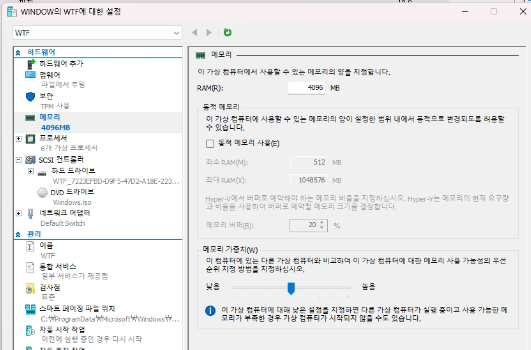 WINDOW의 WTF에 대한 설정
WTF
하드웨어
하드웨어 추가
펌웨어
파일에서 부팅
보안
TPM 사용
메모리
4096MB
프로세서
6개 가상 프로세서
SCSI 컨트롤러
하드 드라이브
WTF_7223EFBD-D9F5-47D2-A18E-223...
DVD 드라이브
Windows.iso
네트워크 어댑터
Default Switch
관리
이름
WTF
통합 서비스
일부 서비스가 제공됨
검사점
표준
스마트 페이징 파일 위치
C:\ProgramData\Microsoft\Windows...
자동 시작 작업
이전에 실행 중인 경우 다시 시작
메모리
이 가상 컴퓨터에서 사용할 수 있는 메모리의 양을 지정합니다.
RAM(R): 4096 MB
동적 메모리
이 가상 컴퓨터에 사용할 수 있는 메모리의 양이 설정한 범위 내에서 동적으로 변경되도록 허용할
수 있습니다.
동적 메모리 사용(E)
최소 RAM(M): 512 MB
최대 RAM(X): 1048576 MB
Hyper-V에서 버퍼로 예약해야 하는 메모리 비율을 지정하십시오. Hyper-V는 메모리의 현재 요구량
과 비율을 사용하여 버퍼로 예약할 메모리 크기를 결정합니다.
메모리 버퍼(B): 20 %
메모리 가중치(W)
이 컴퓨터에 있는 다른 가상 컴퓨터와 비교하여 이 가상 컴퓨터에 대한 메모리 사용 가능성의 우선
순위 지정 방법을 지정하십시오.
낮음 높음
이 가상 컴퓨터에 대해 낮은 설정을 지정하면 다른 가상 컴퓨터가 실행 중이고 사용 가능한 메
모리가 부족한 경우 가상 컴퓨터가 시작되지 않을 수도 있습니다.